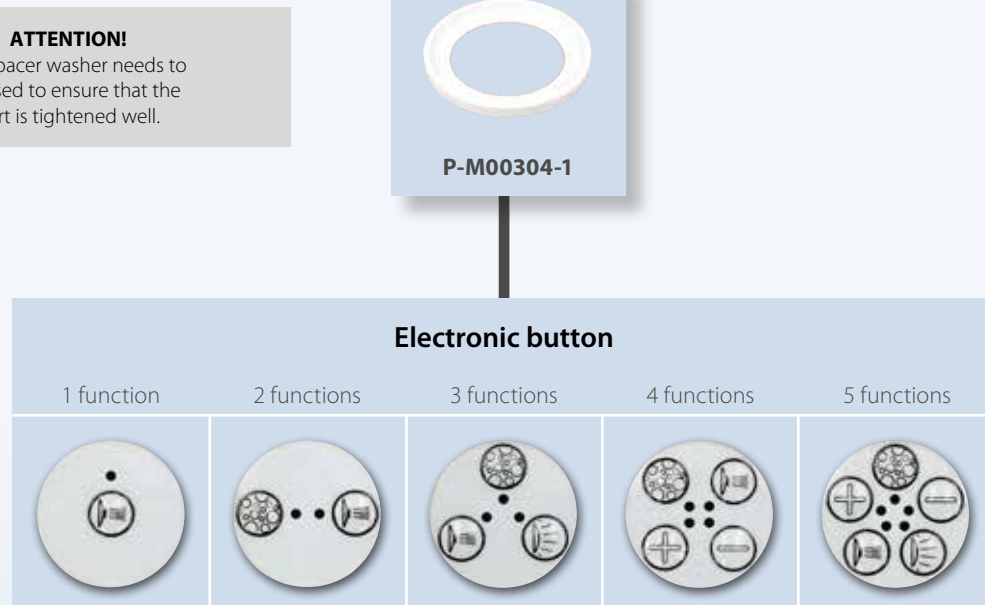 ATTENTION!
pacer washer needs to
sed to ensure that the
rt is tightened well.
P-M00304-1
Electronic button
1 function
2 functions
3 functions
4 functions
5 functions